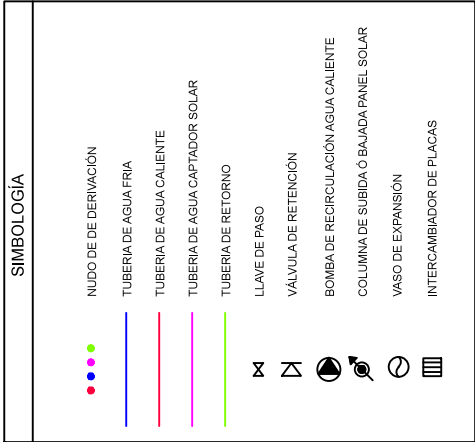 SIMBOLOGÍA
NUDO DE DE DERIVACIÓN
TUBERIA DE AGUA FRIA
TUBERIA DE AGUA CALIENTE
TUBERIA DE AGUA CAPTADOR SOLAR
TUBERIA DE RETORNO
LLAVE DE PASO
VÁLVULA DE RETENCIÓN
BOMBA DE RECIRCULACIÓN AGUA CALIENTE
COLUMNA DE SUBIDA Ó BAJADA PANEL SOLAR
VASO DE EXPANSIÓN
INTERCAMBIADOR DE PLACAS